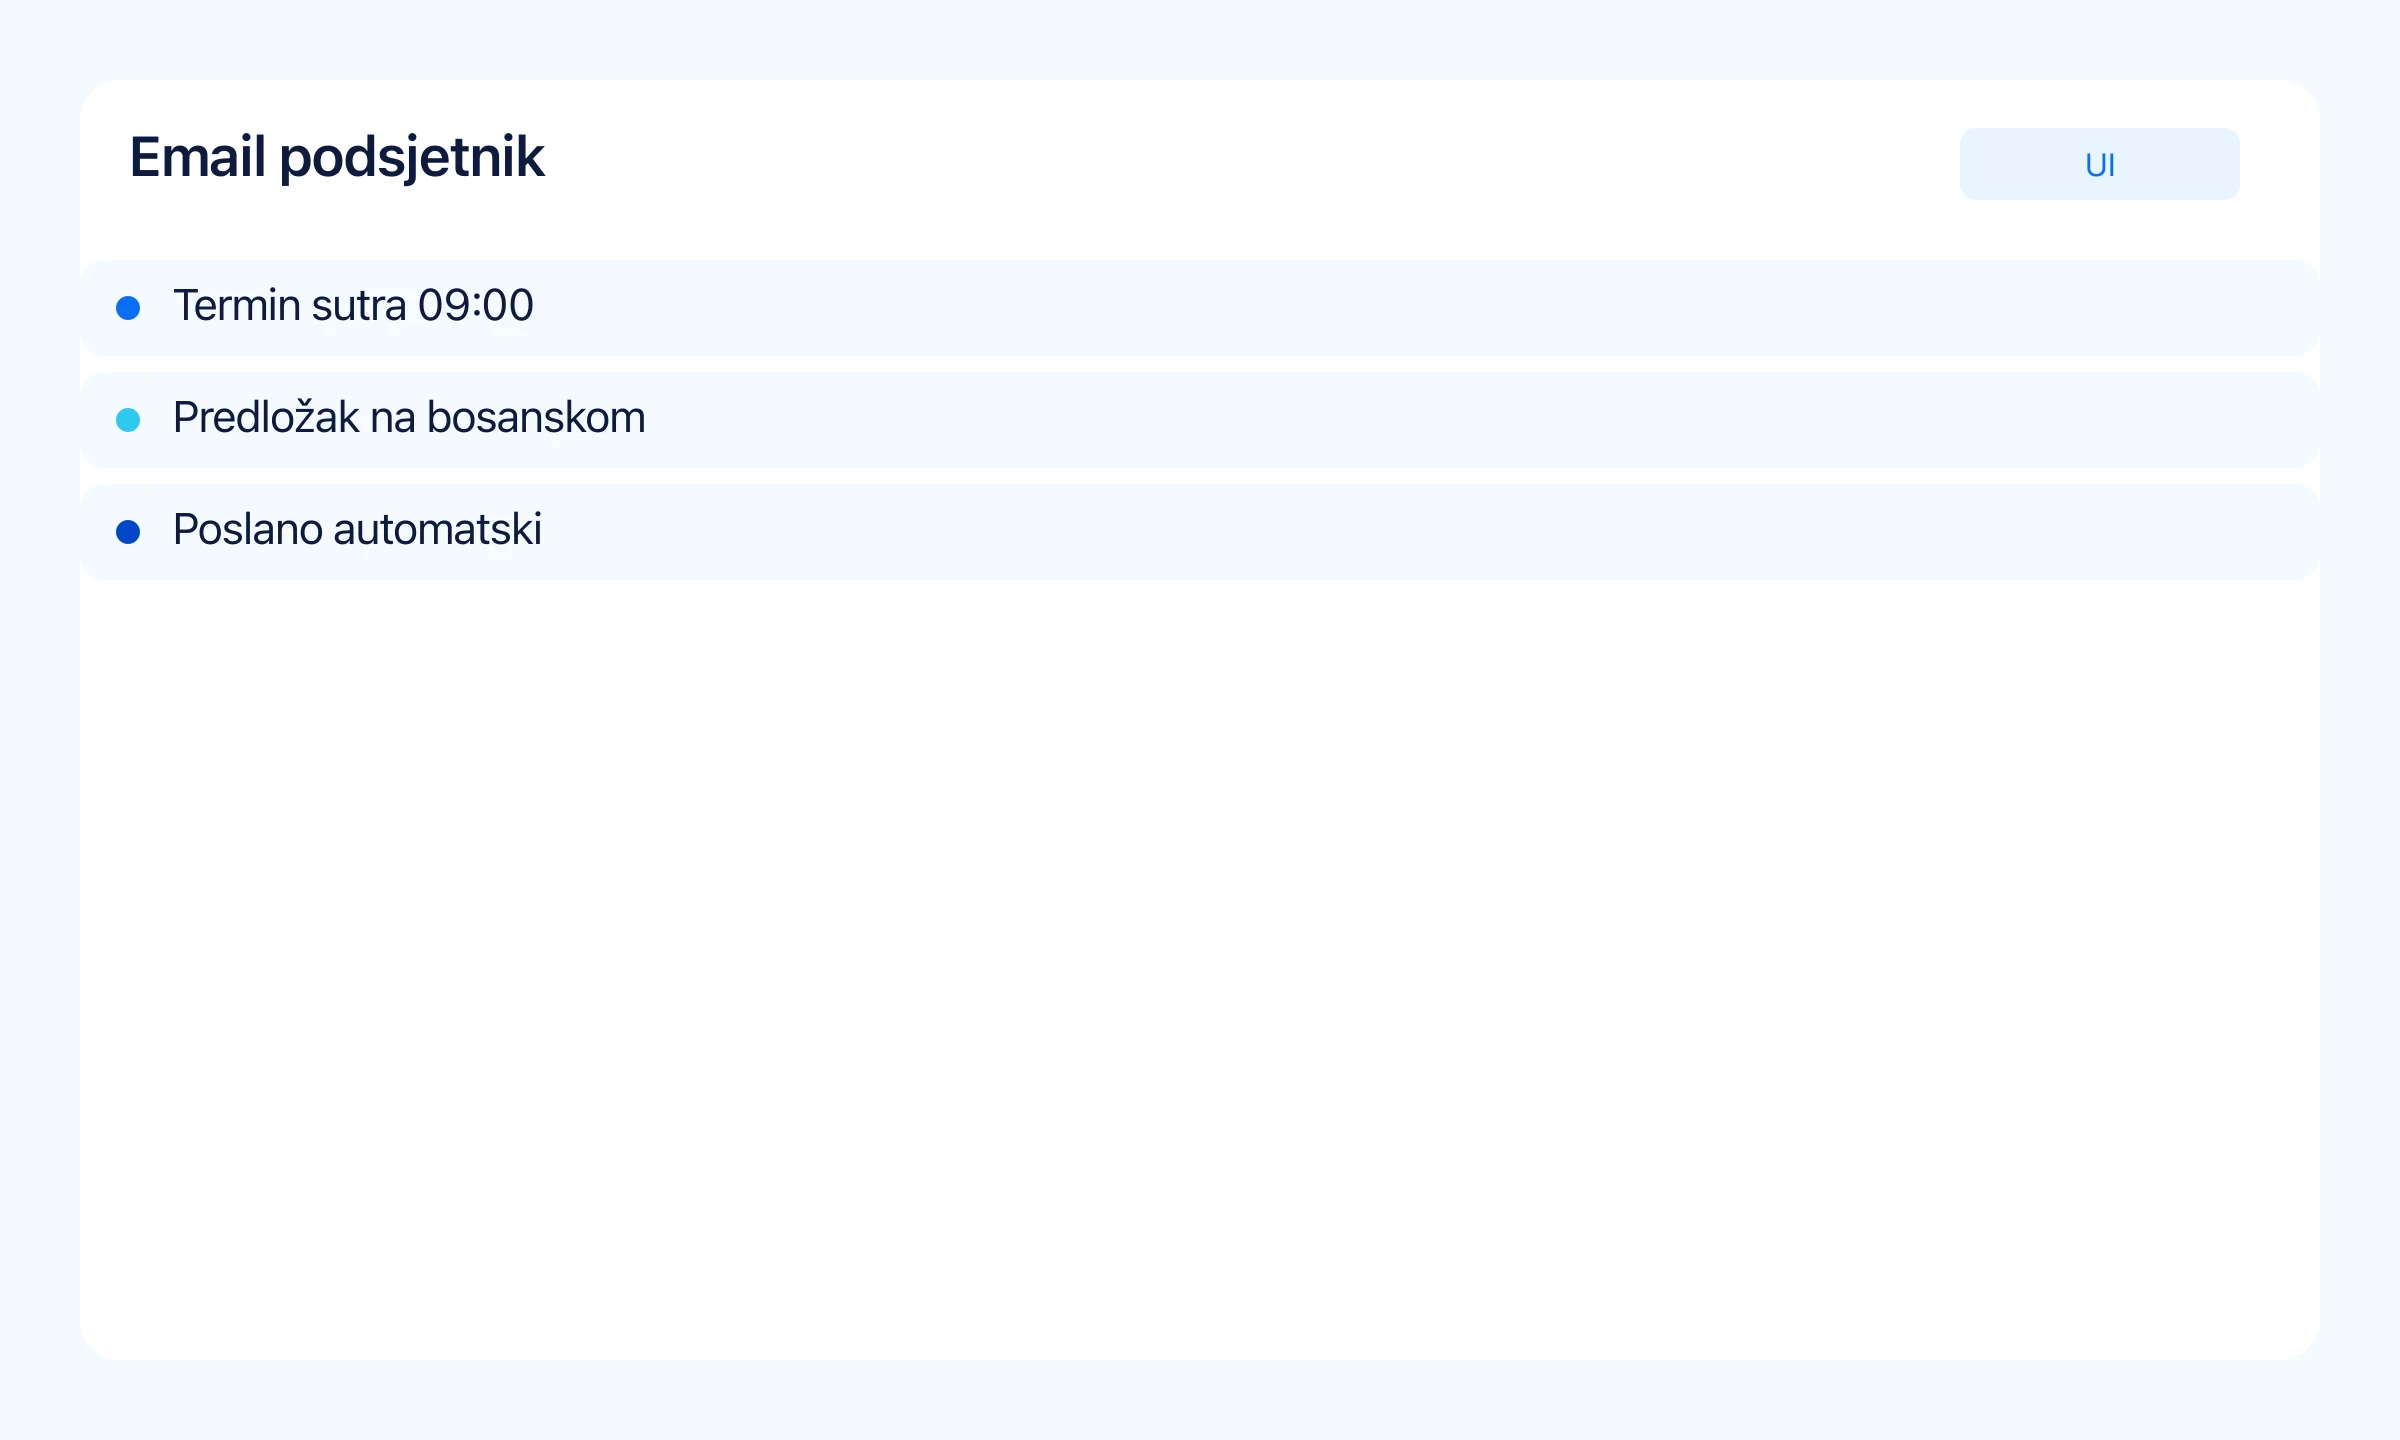 Email podsjetnik
UI
Termin sutra 09:00
Predložak na bosanskom
Poslano automatski